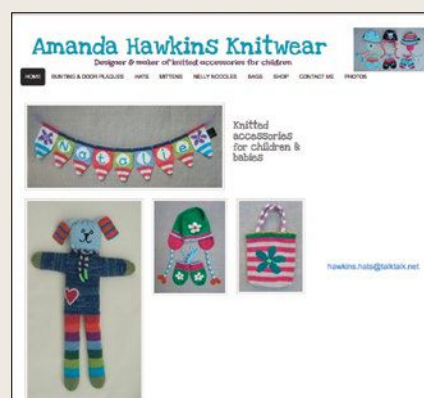 Amanda Hawkins Knitwear
Designer & maker of knitted accessories for children
HOME BUNTING & DOOR PLAQUES HATS MITTENS NELLY NOODLES BAGS SHOP CONTACT ME PHOTOS
Natalie
Knitted
accessories
for children &
babies
hawkins.hats@talktalk.net